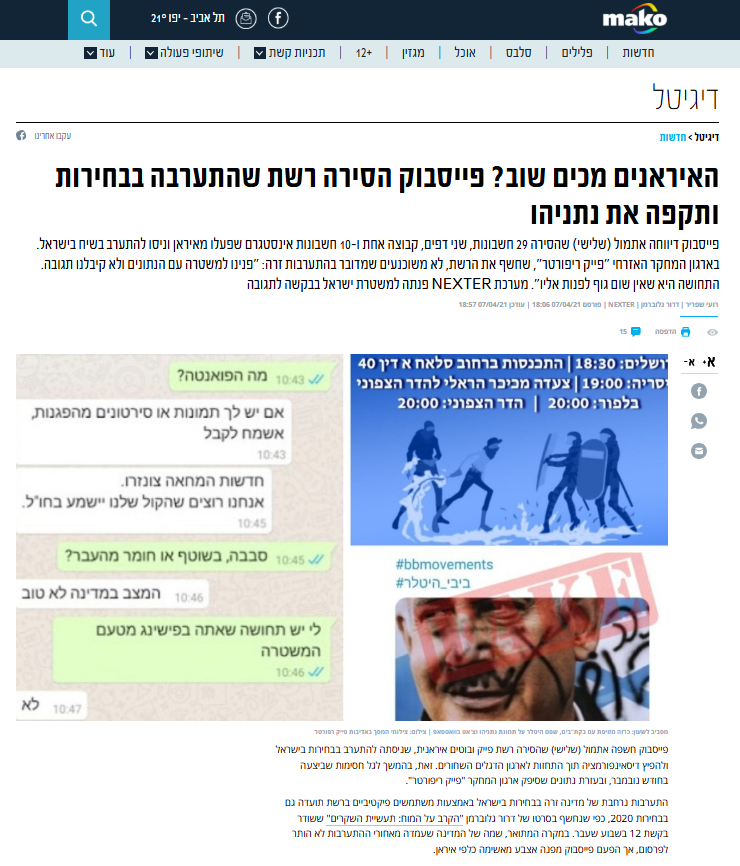 mako
תל אביב - יפו 21°
חדשות | פלילים | סלבס | אוכל | מגזין | 12+ | תכניות קשת | שיתופי פעולה | עוד
דיגיטל
דיגיטל > חדשות
עקבו אחרינו
האיראנים מכים שוב? פייסבוק הסירה רשת שהתערבה בבחירות
ותקפה את נתניהו
פייסבוק דיווחה אתמול (שלישי) שהסירה 29 חשבונות, שני דפים, קבוצה אחת ו-10 חשבונות אינסטגרם שפעלו מאיראן וניסו להתערב בשיח בישראל.
בארגון המחקר האזרחי "פייק ריפורטר", שחשף את הרשת, לא משוכנעים שמדובר בהתערבות זרה: "פנינו למשטרה עם הנתונים ולא קיבלנו תגובה.
התחושה היא שאין שום גוף לפנות אליו". מערכת NEXTER פנתה למשטרת ישראל בבקשה לתגובה
רועי שפריר | דרור גלוברמן | NEXTER | פורסם 07/04/21 18:06 | עודכן 07/04/21 18:57
הדפסה
15
א+ א-
ושלים: 18:30 | התכנסות ברחוב סלאח א דין 40
יסריה: 19:00 | צעדה מכיכר הראלי להדר הצפוני
בלפור: 20:00 | הדר הצפוני: 20:00
#bbmovements
#ביבי_היטלר
FAKE
מה הפואנטה? 10:43
אם יש לך תמונות או סירטונים מהפגנות,
אשמח לקבל
10:43
חדשות המחאה צונזרו.
אנחנו רוצים שהקול שלנו יישמע בחו"ל.
10:45
סבבה, בשוטף או חומר מהעבר? 10:45
המצב במדינה לא טוב 10:46
לי יש תחושה שאתה בפישינג מטעם
המשטרה
10:46
לא 10:47
פייסבוק חשפה אתמול (שלישי) שהסירה רשת פייק ובוטים איראנית, שניסתה להתערב בבחירות בישראל
ולהפיץ דיסאינפורמציה תוך התחזות לארגון הדגלים השחורים. זאת, בהמשך לגל חסימות שביצעה
בחודש נובמבר, ובעזרת נתונים שסיפק ארגון המחקר "פייק ריפורטר".
התערבות נרחבת של מדינה זרה בבחירות בישראל באמצעות משתמשים פיקטיביים ברשת תועדה גם
בבחירות 2020, כפי שנחשף בסרטו של דרור גלוברמן "הקרב על המוח: תעשיית השקרים" ששודר
בקשת 12 בשבוע שעבר. במקרה המתואר, שמה של המדינה שעמדה מאחורי ההתערבות לא הותר
לפרסום, אך הפעם פייסבוק מפנה אצבע מאשימה כלפי איראן.